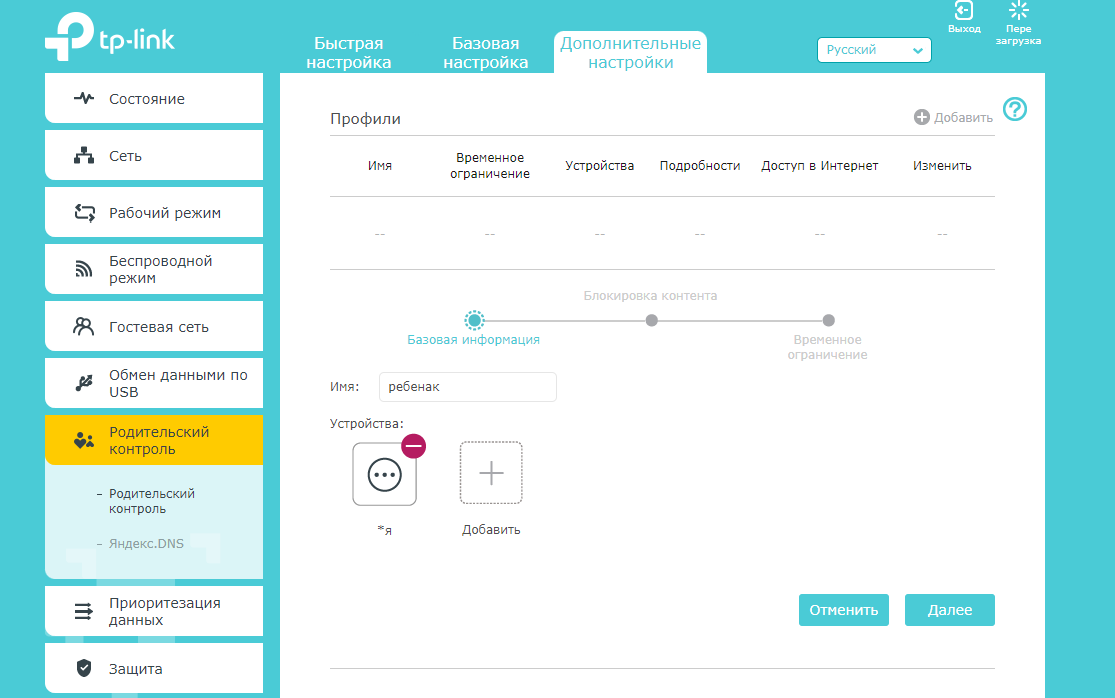 tp-link
Быстрая
настройка
Базовая
настройка
Дополнительные
настройки
Русский
Выход
Пере
загрузка
Состояние
Сеть
Рабочий режим
Беспроводной
режим
Гостевая сеть
Обмен данными по
USB
Родительский
контроль
– Родительский
контроль
– Яндекс.DNS
Приоритезация
данных
Защита
Профили
Добавить
?
Имя
Временное
ограничение
Устройства
Подробности
Доступ в Интернет
Изменить
-- -- -- -- -- --
Блокировка контента
Базовая информация
Временное
ограничение
Имя: ребенак
Устройства:
*я
Добавить
Отменить
Далее